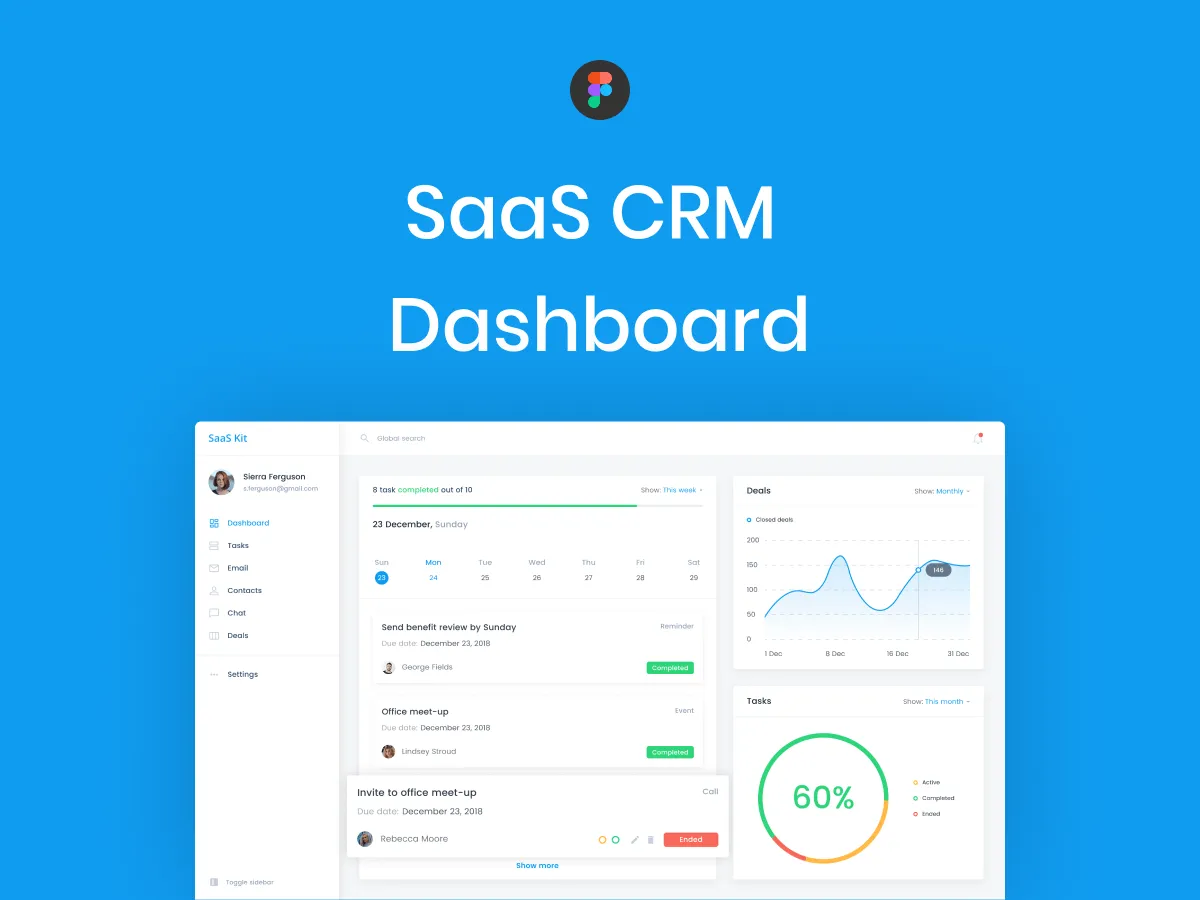 SaaS CRM
Dashboard
SaaS Kit
Global search
Sierra Ferguson
s.ferguson@gmail.com
Dashboard
Tasks
Email
Contacts
Chat
Deals
Settings
Toggle sidebar
8 task completed out of 10
Show: This week
23 December, Sunday
Sun Mon Tue Wed Thu Fri Sat
23 24 25 26 27 28 29
Send benefit review by Sunday Reminder
Due date: December 23, 2018
George Fields Completed
Office meet-up Event
Due date: December 23, 2018
Lindsey Stroud Completed
Invite to office meet-up Call
Due date: December 23, 2018
Rebecca Moore Ended
Show more
Deals Show: Monthly
Closed deals
200
150
146
100
50
0
1 Dec 8 Dec 16 Dec 31 Dec
Tasks Show: This month
60%
Active
Completed
Ended